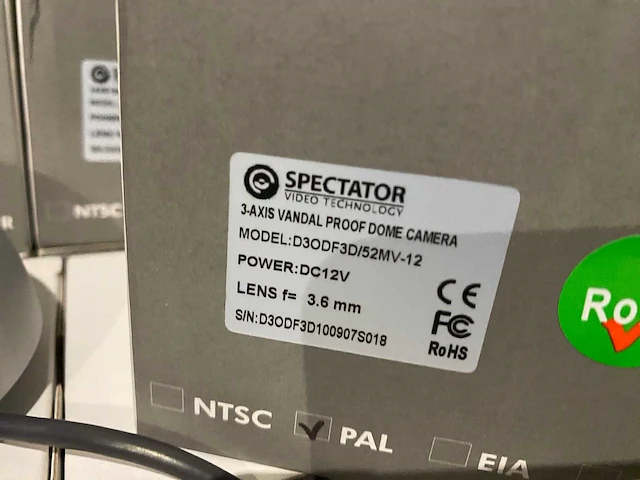 SPECTATOR
VIDEO TECHNOLOGY
3-AXIS VANDAL PROOF DOME CAMERA
MODEL:D3ODF3D/52MV-12
POWER:DC12V
LENS f= 3.6 mm
S/N:D3ODF3D100907S018
CE
FC
RoHS
Ro
NTSC
PAL
EIA
NTSC
R